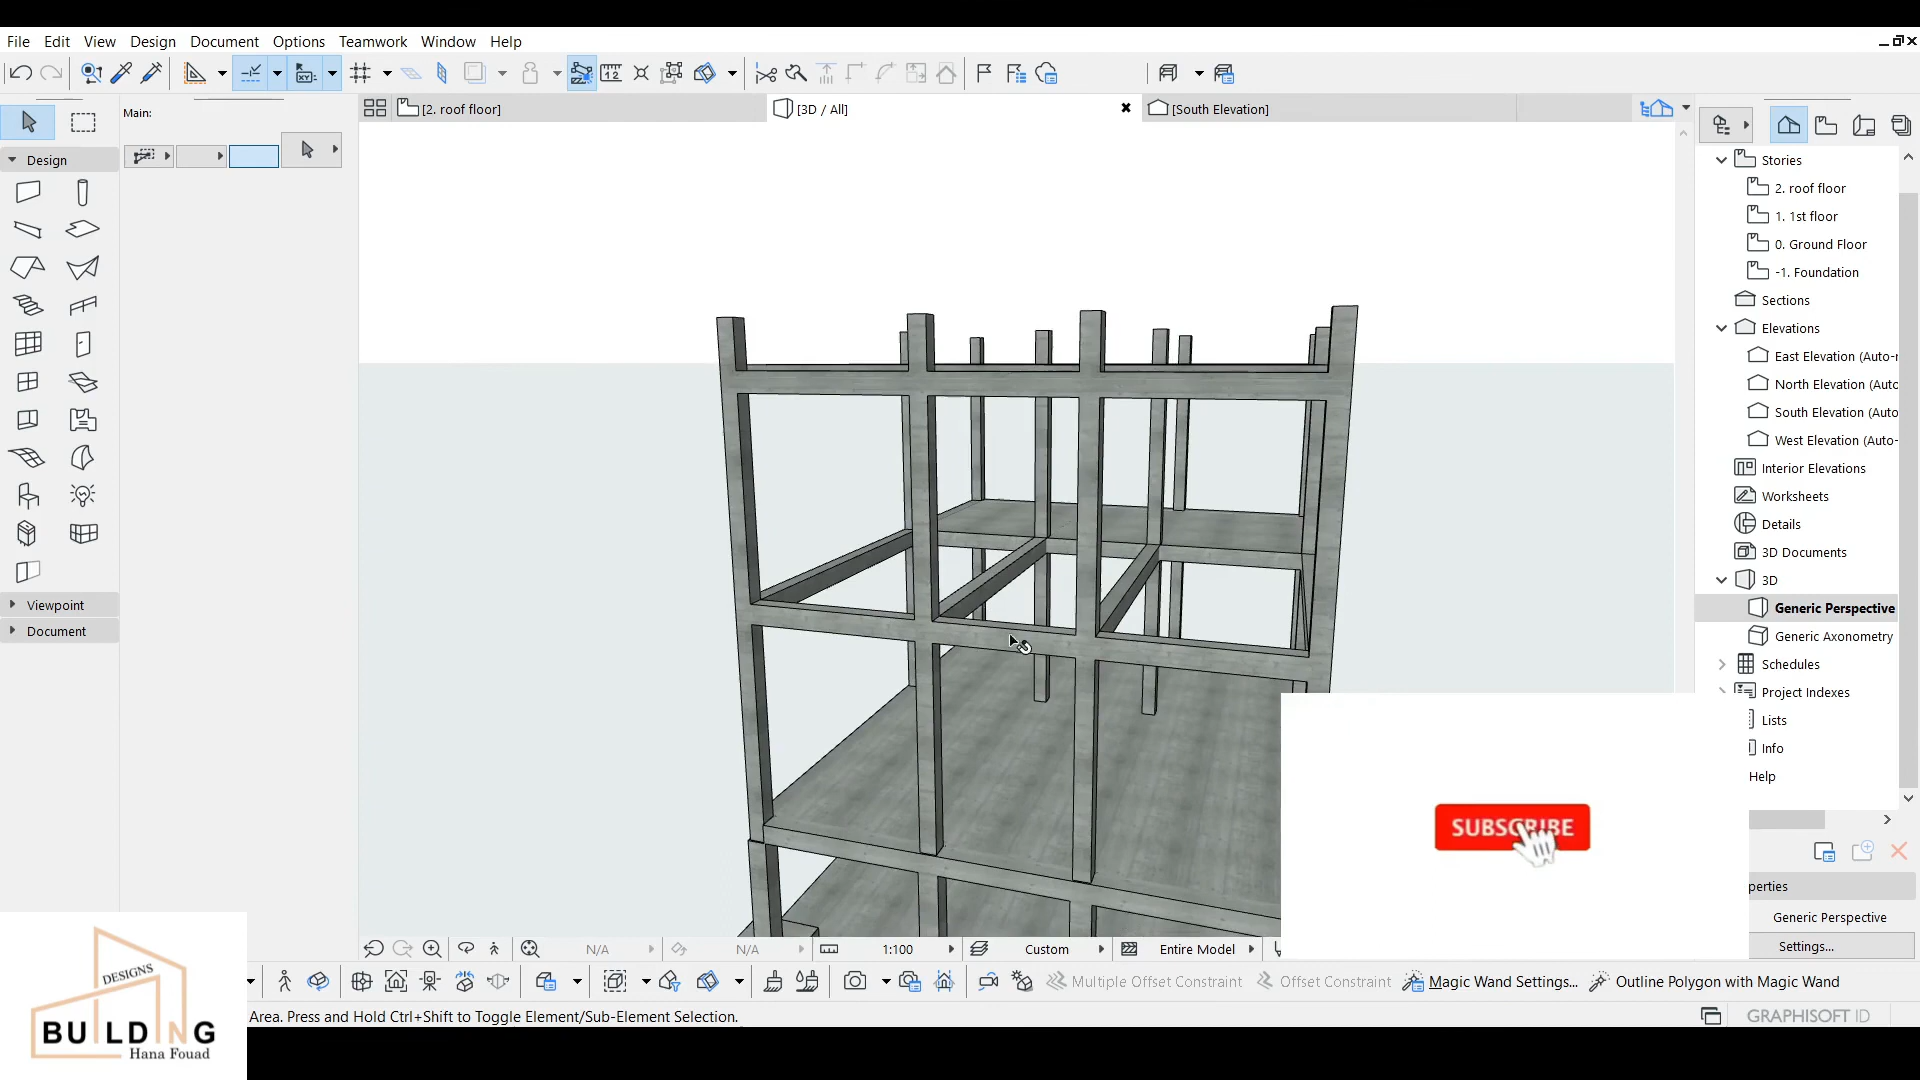 File Edit View Design Document Options Teamwork Window Help
[2. roof floor]
[3D / All]
[South Elevation]
Main:
Design
Viewpoint
Document
Stories
2. roof floor
1. 1st floor
0. Ground Floor
-1. Foundation
Sections
Elevations
East Elevation (Auto-r
North Elevation (Auto
South Elevation (Auto
West Elevation (Auto-
Interior Elevations
Worksheets
Details
3D Documents
3D
Generic Perspective
Generic Axonometry
Schedules
Project Indexes
Lists
Info
Help
SUBSCRIBE
perties
Generic Perspective
Settings...
N/A
N/A
1:100
Custom
Entire Model
Multiple Offset Constraint
Offset Constraint
Magic Wand Settings...
Outline Polygon with Magic Wand
Area. Press and Hold Ctrl+Shift to Toggle Element/Sub-Element Selection.
GRAPHISOFT ID
DESIGNS
BUILDING
Hana Fouad